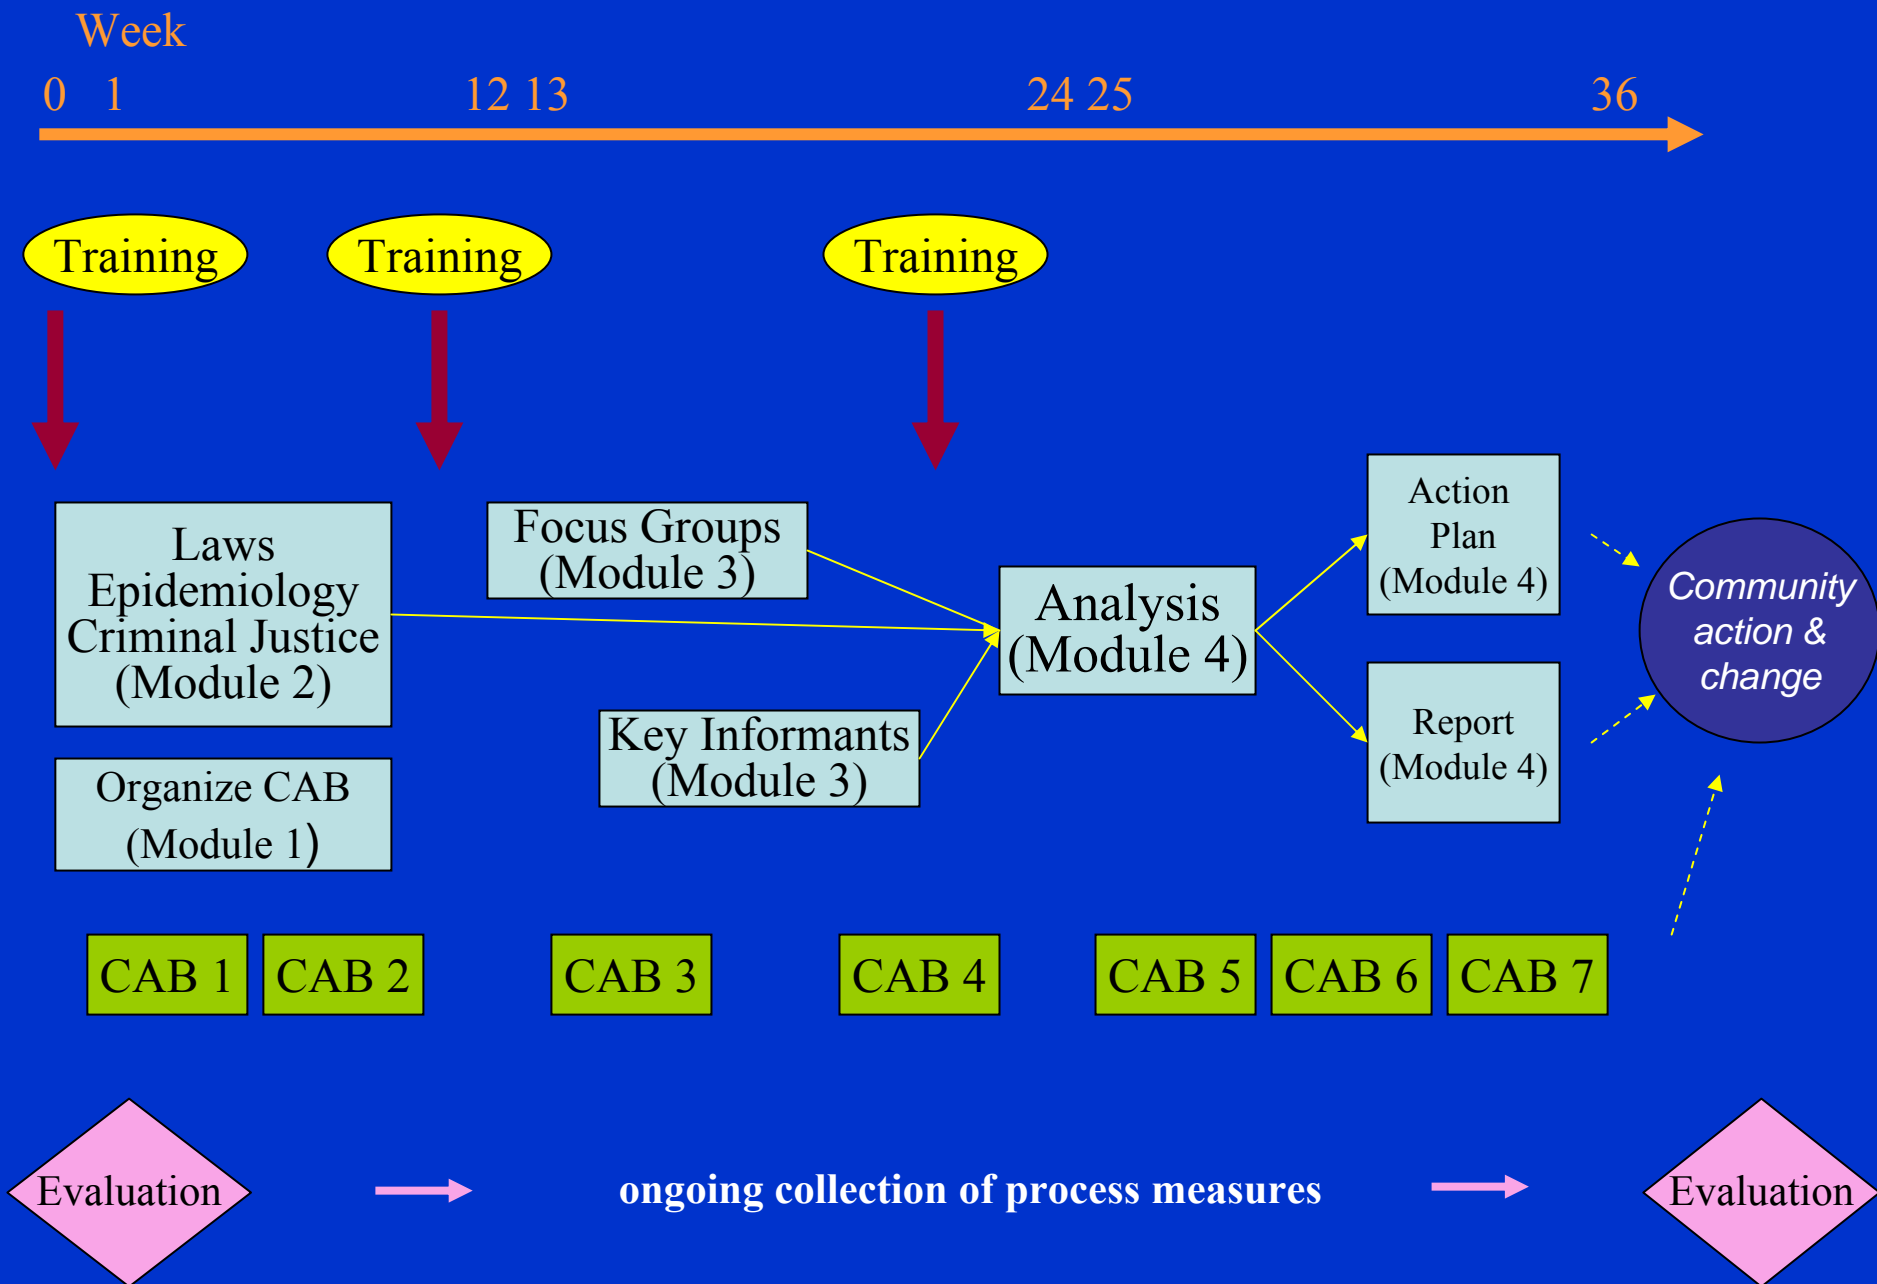 Week
0 1 12 13 24 25 36
Training Training Training
Laws
Epidemiology
Criminal Justice
(Module 2)
Organize CAB
(Module 1)
Focus Groups
(Module 3)
Key Informants
(Module 3)
Analysis
(Module 4)
Action
Plan
(Module 4)
Report
(Module 4)
Community
action &
change
CAB 1 CAB 2 CAB 3 CAB 4 CAB 5 CAB 6 CAB 7
Evaluation ongoing collection of process measures Evaluation